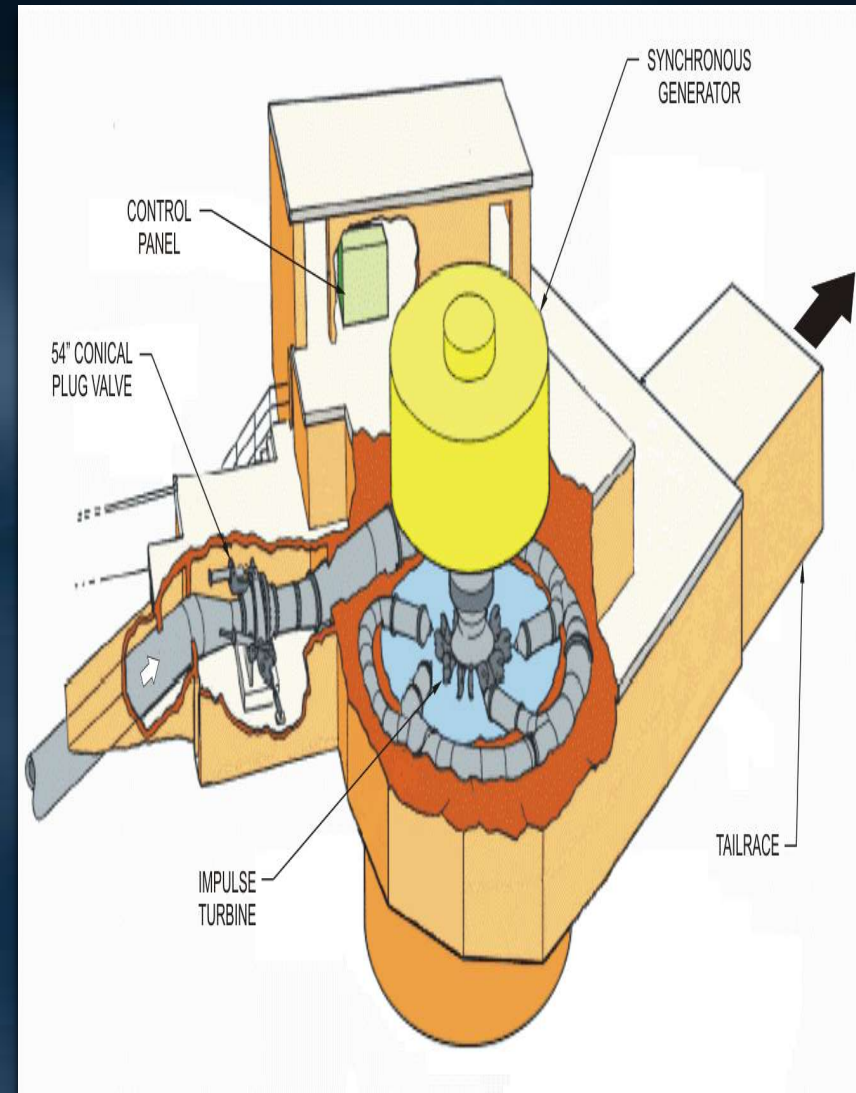 SYNCHRONOUS
GENERATOR
CONTROL
PANEL
54" CONICAL
PLUG VALVE
TAILRACE
IMPULSE
TURBINE